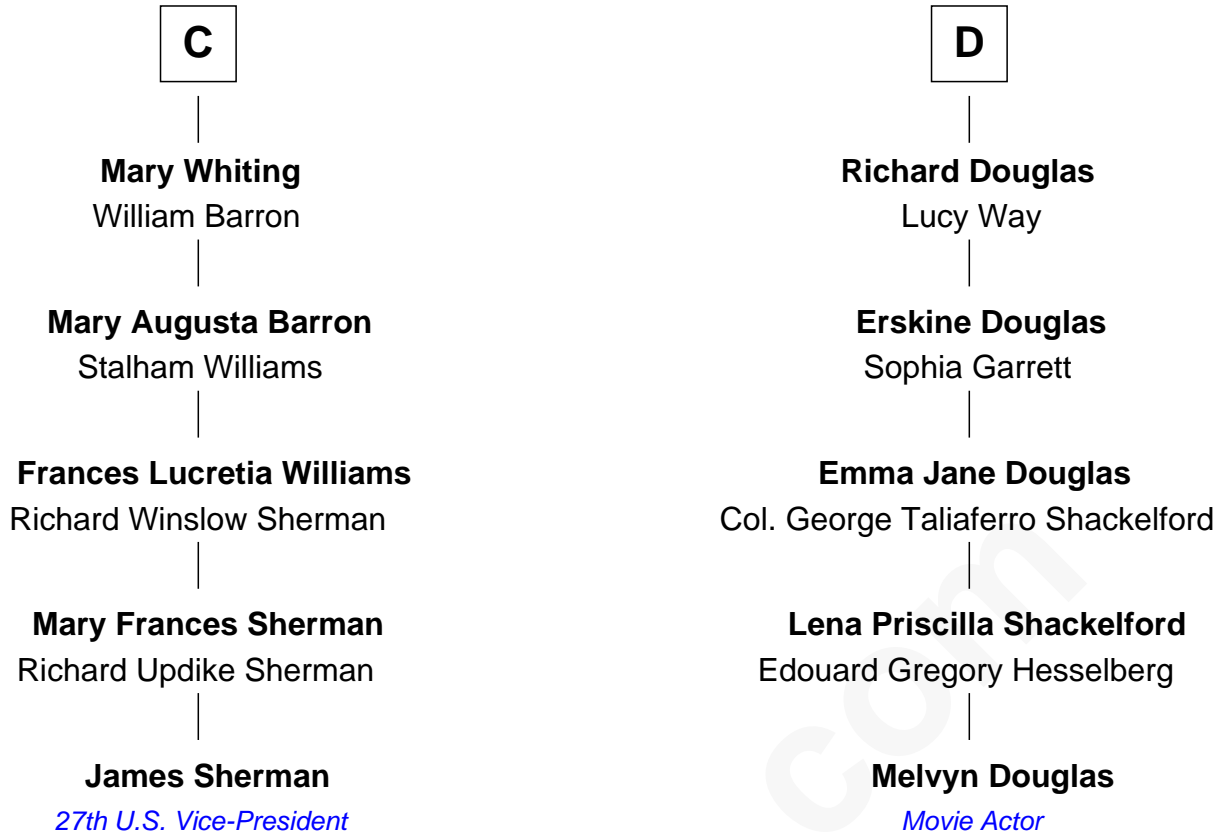 C
Mary Whiting
William Barron
Mary Augusta Barron
Stalham Williams
Frances Lucretia Williams
Richard Winslow Sherman
Mary Frances Sherman
Richard Updike Sherman
James Sherman
27th U.S. Vice-President
D
Richard Douglas
Lucy Way
Erskine Douglas
Sophia Garrett
Emma Jane Douglas
Col. George Taliaferro Shackelford
Lena Priscilla Shackelford
Edouard Gregory Hesselberg
Melvyn Douglas
Movie Actor
com